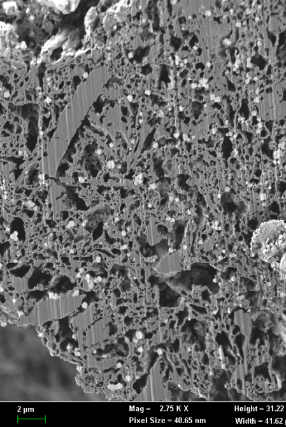 2 µm
Mag = 2.75 K X
Height = 31.22
Pixel Size = 40.65 nm
Width = 41.62